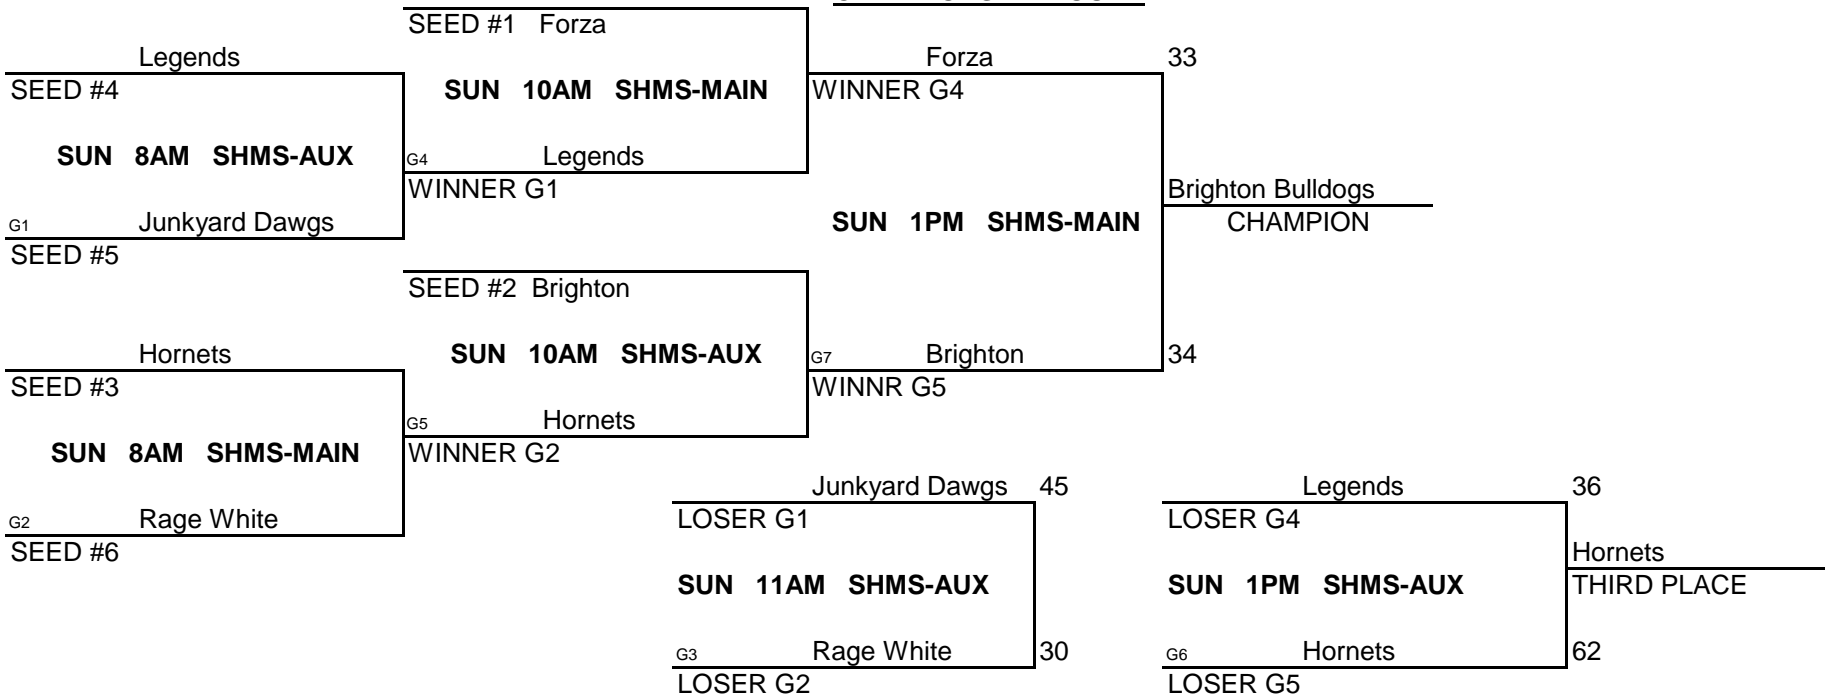 SEED #1 Forza
Legends
Forza
33
SEED #4
SUN 10AM SHMS-MAIN
WINNER G4
SUN 8AM SHMS-AUX
G4 Legends
WINNER G1
Brighton Bulldogs
G1 Junkyard Dawgs
SUN 1PM SHMS-MAIN
CHAMPION
SEED #5
SEED #2 Brighton
Hornets
SUN 10AM SHMS-AUX
G7 Brighton
34
SEED #3
WINNR G5
G5 Hornets
SUN 8AM SHMS-MAIN
WINNER G2
Junkyard Dawgs 45
Legends 36
G2 Rage White
LOSER G1
LOSER G4
SEED #6
Hornets
SUN 11AM SHMS-AUX
SUN 1PM SHMS-AUX
THIRD PLACE
G3 Rage White 30
G6 Hornets 62
LOSER G2
LOSER G5